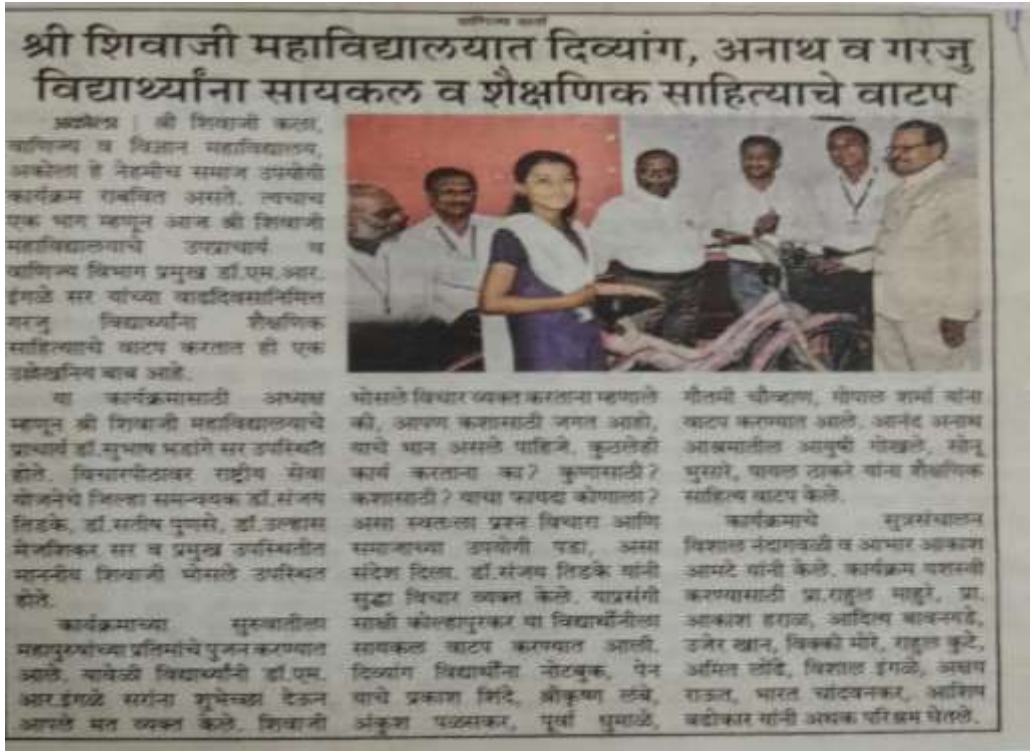 वाणिज्य वार्ता
श्री शिवाजी महाविद्यालयात दिव्यांग, अनाथ व गरजु
विद्यार्थ्यांना सायकल व शैक्षणिक साहित्याचे वाटप
अकोला | श्री शिवाजी कला,
वाणिज्य व विज्ञान महाविद्यालय,
अकोला हे नेहमीच समाज उपयोगी
कार्यक्रम राबवित असते. त्याचाच
एक भाग म्हणून आज श्री शिवाजी
महाविद्यालयाचे उपप्राचार्य व
वाणिज्य विभाग प्रमुख डॉ.एम.आर.
इंगळे सर यांच्या वाढदिवसानिमित्त
गरजु विद्यार्थ्यांना शैक्षणिक
साहित्याचे वाटप करतात ही एक
उल्लेखनिय बाब आहे.
या कार्यक्रमासाठी अध्यक्ष
म्हणून श्री शिवाजी महाविद्यालयाचे
प्राचार्य डॉ.सुभाष भडांगे सर उपस्थित
होते. विचारपीठावर राष्ट्रीय सेवा
योजनेचे जिल्हा समन्वयक डॉ.संजय
तिडके, डॉ.सतीष पुणसे, डॉ.उल्हास
मेजशिकर सर व प्रमुख उपस्थितीत
माननीय शिवाजी भोसले उपस्थित
होते.
कार्यक्रमाच्या सुरुवातीला
महापुरुषांच्या प्रतिमांचे पुजन करण्यात
आले. यावेळी विद्यार्थ्यांनी डॉ.एम.
आर.इंगळे सरांना शुभेच्छा देऊन
आपले मत व्यक्त केले. शिवाजी
भोसले विचार व्यक्त करताना म्हणाले
की, आपण कशासाठी जगत आहो,
याचे भान असले पाहिजे. कुठलेही
कार्य करताना का? कुणासाठी?
कशासाठी? याचा फायदा कोणाला?
असा स्वतःला प्रश्न विचारा आणि
समाजाच्या उपयोगी पडा, असा
संदेश दिला. डॉ.संजय तिडके यांनी
सुद्धा विचार व्यक्त केले. याप्रसंगी
साक्षी कोल्हापुरकर या विद्यार्थीनीला
सायकल वाटप करण्यात आली.
दिव्यांग विद्यार्थीना नोटबुक, पेन
याचे प्रकाश शिंदे, श्रीकृष्ण लंबे,
अंकुश पळसकर, पूर्वा धुमाळे,
गौतमी चौव्हाण, गोपाल शर्मा यांना
वाटप करण्यात आले. आनंद अनाथ
आश्रमातील आयुषी गोखले, सोनू
भुसारे, पायल ठाकरे यांना शैक्षणिक
साहित्य वाटप केले.
कार्यक्रमाचे सुत्रसंचालन
विशाल नंदागवळी व आभार आकाश
आमटे यांनी केले. कार्यक्रम यशस्वी
करण्यासाठी प्रा.राहुल माहुरे, प्रा.
आकाश हराळ, आदित्य बावनगडे,
उजेर खान, विक्की मोरे, राहुल कुटे,
अमित लोंढे, विशाल इंगळे, अक्षय
राऊत, भारत चांदवनकर, आशिष
बडोकार यांनी अथक परिश्रम घेतले.